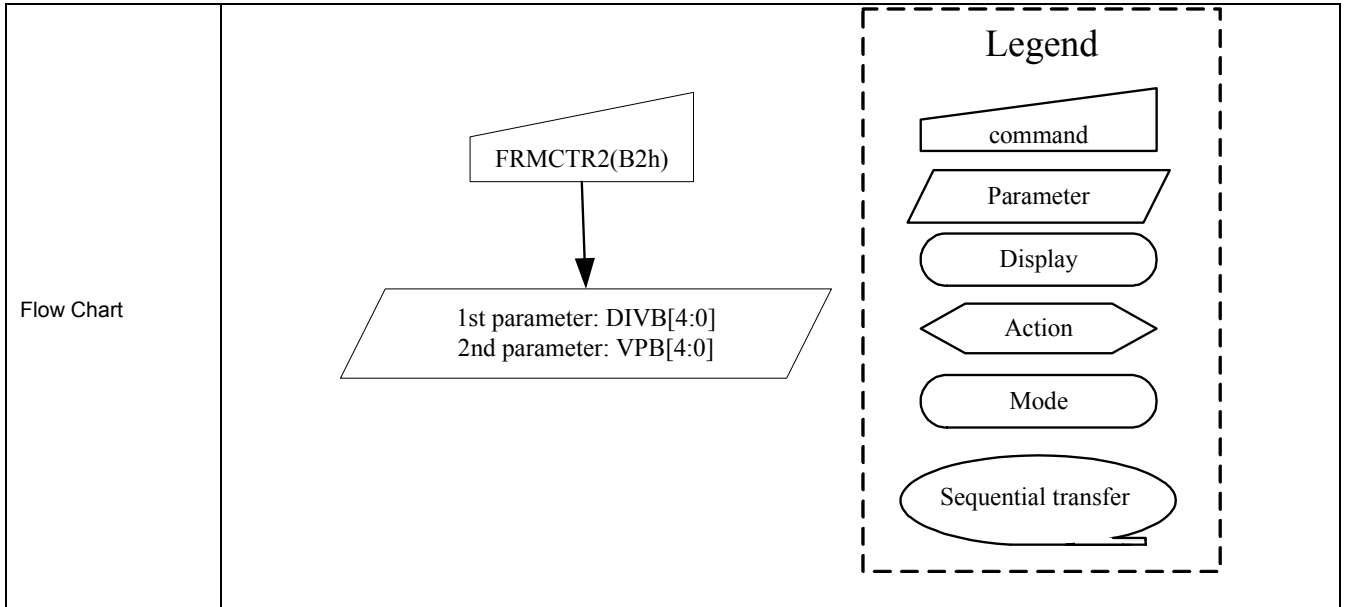 Flow Chart
FRMCTR2(B2h)
1st parameter: DIVB[4:0]
2nd parameter: VPB[4:0]
Legend
command
Parameter
Display
Action
Mode
Sequential transfer